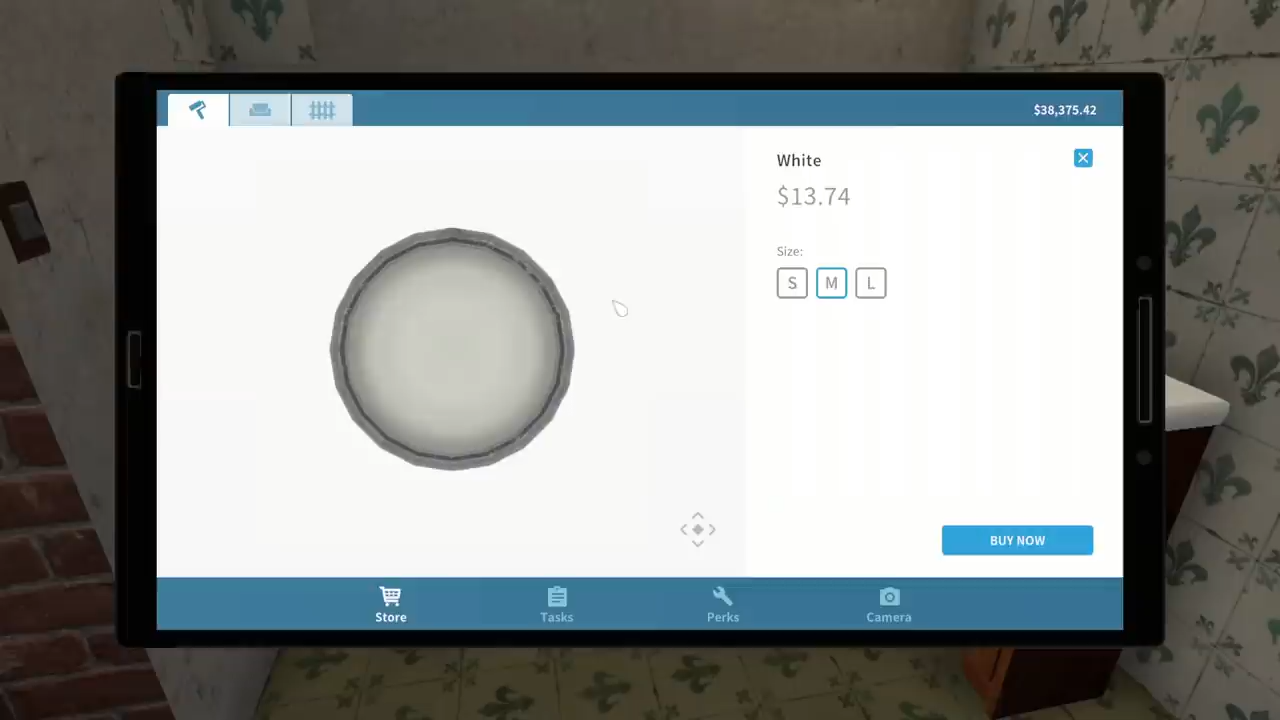 $38,375.42
White
$13.74
Size:
S M L
BUY NOW
Store Tasks Perks Camera